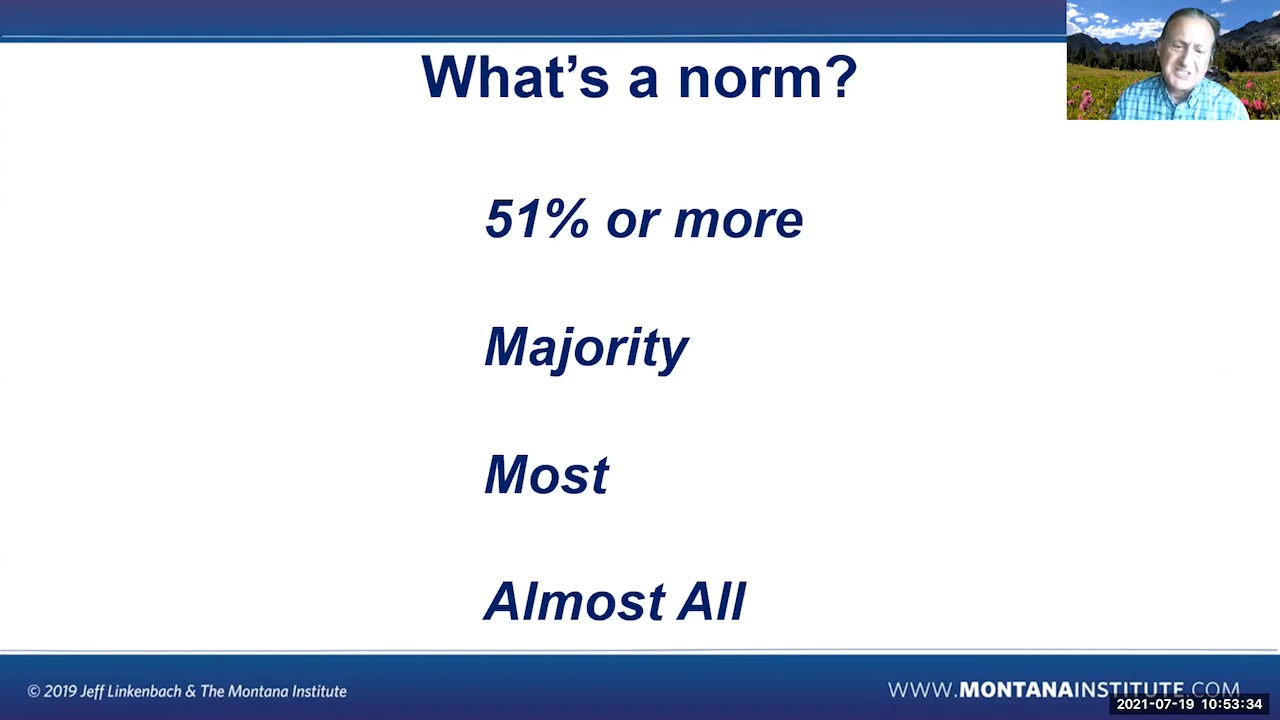 What's a norm?
51% or more
Majority
Most
Almost All
© 2019 Jeff Linkenbach & The Montana Institute
WWW.MONTANAINSTITUTE.COM
2021-07-19 10:53:34